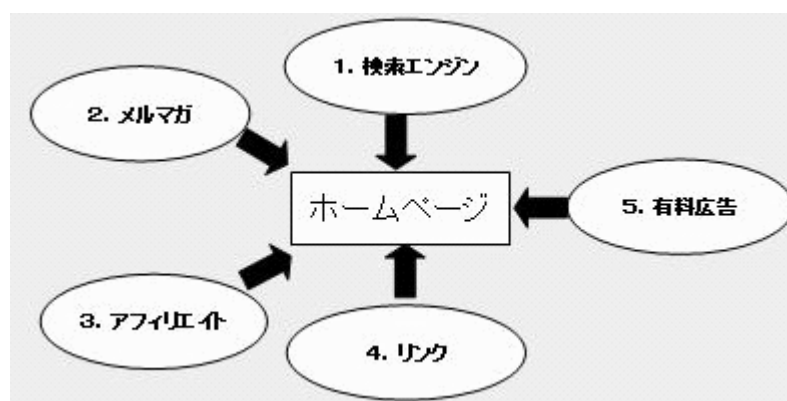 1. 検索エンジン
2. メルマガ
ホームページ
5. 有料広告
3. アフィリエイト
4. リンク